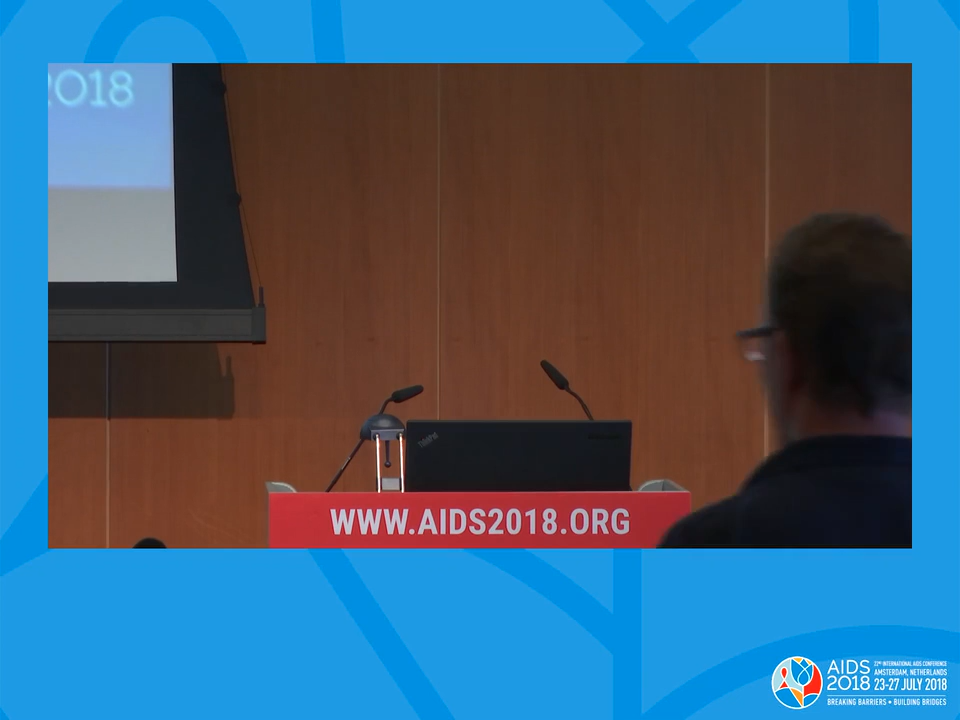 2018
ThinkPad
WWW.AIDS2018.ORG
AIDS
2018
22ND INTERNATIONAL AIDS CONFERENCE
AMSTERDAM, NETHERLANDS
23-27 JULY 2018
BREAKING BARRIERS • BUILDING BRIDGES